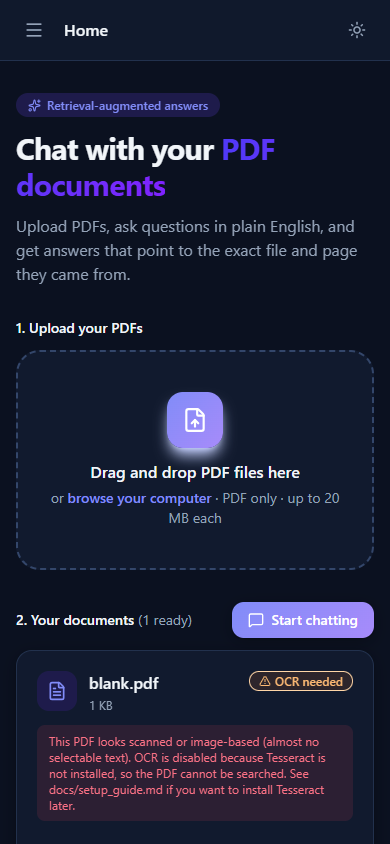 Home
Retrieval-augmented answers
Chat with your PDF
documents
Upload PDFs, ask questions in plain English, and
get answers that point to the exact file and page
they came from.
1. Upload your PDFs
Drag and drop PDF files here
or browse your computer · PDF only · up to 20
MB each
2. Your documents (1 ready)
Start chatting
blank.pdf
OCR needed
1 KB
This PDF looks scanned or image-based (almost no
selectable text). OCR is disabled because Tesseract is
not installed, so the PDF cannot be searched. See
docs/setup_guide.md if you want to install Tesseract
later.